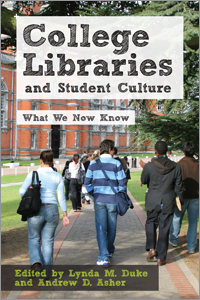 College
Libraries
and Student Culture
What We Now Know
Edited by Lynda M. Duke
and Andrew D. Asher